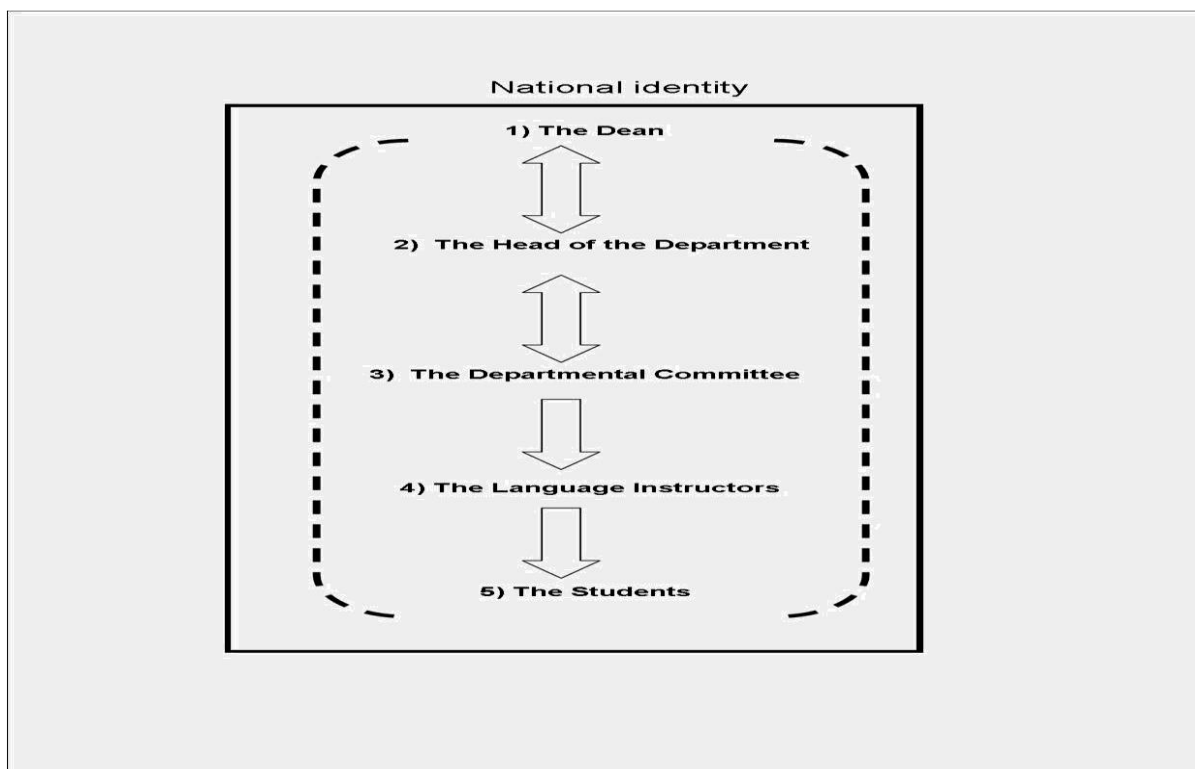 National identity
1) The Dean
2) The Head of the Department
3) The Departmental Committee
4) The Language Instructors
5) The Students